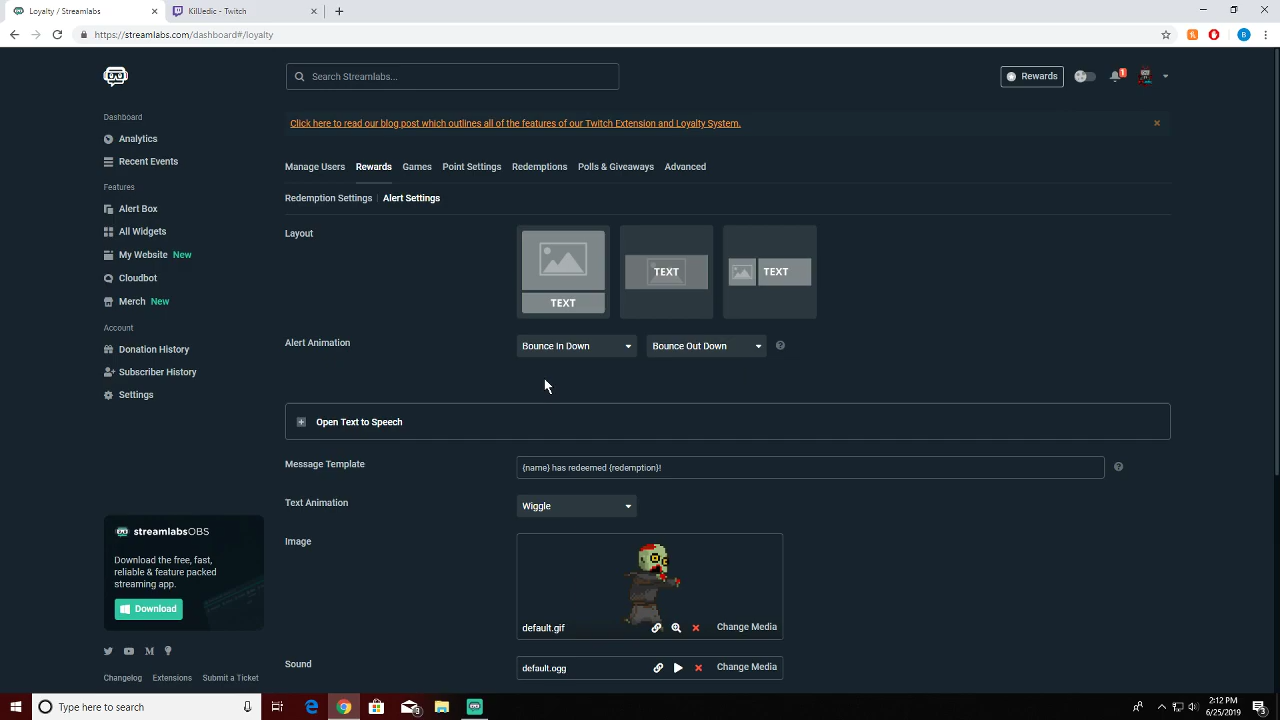 Loyalty / Streamlabs
KillJedic - Twitch
https://streamlabs.com/dashboard#/loyalty
B
Search Streamlabs...
Rewards
1
Click here to read our blog post which outlines all of the features of our Twitch Extension and Loyalty System.
Dashboard
Analytics
Recent Events
Features
Alert Box
All Widgets
My Website New
Cloudbot
Merch New
Account
Donation History
Subscriber History
Settings
Manage Users Rewards Games Point Settings Redemptions Polls & Giveaways Advanced
Redemption Settings Alert Settings
Layout
TEXT
TEXT
TEXT
Alert Animation
Bounce In Down
Bounce Out Down
Open Text to Speech
Message Template
{name} has redeemed {redemption}!
Text Animation
Wiggle
Image
default.gif
Change Media
Sound
default.ogg
Change Media
streamlabsOBS
Download the free, fast,
reliable & feature packed
streaming app.
Download
Changelog Extensions Submit a Ticket
Type here to search
2:12 PM
6/25/2019
3